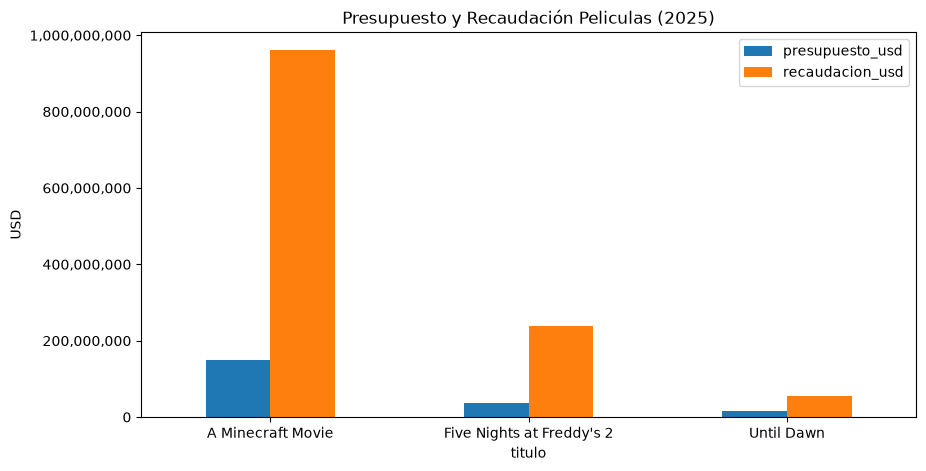 Presupuesto y Recaudación Peliculas (2025)
presupuesto_usd
recaudacion_usd
1,000,000,000
800,000,000
600,000,000
400,000,000
200,000,000
0
USD
A Minecraft Movie
Five Nights at Freddy's 2
Until Dawn
titulo